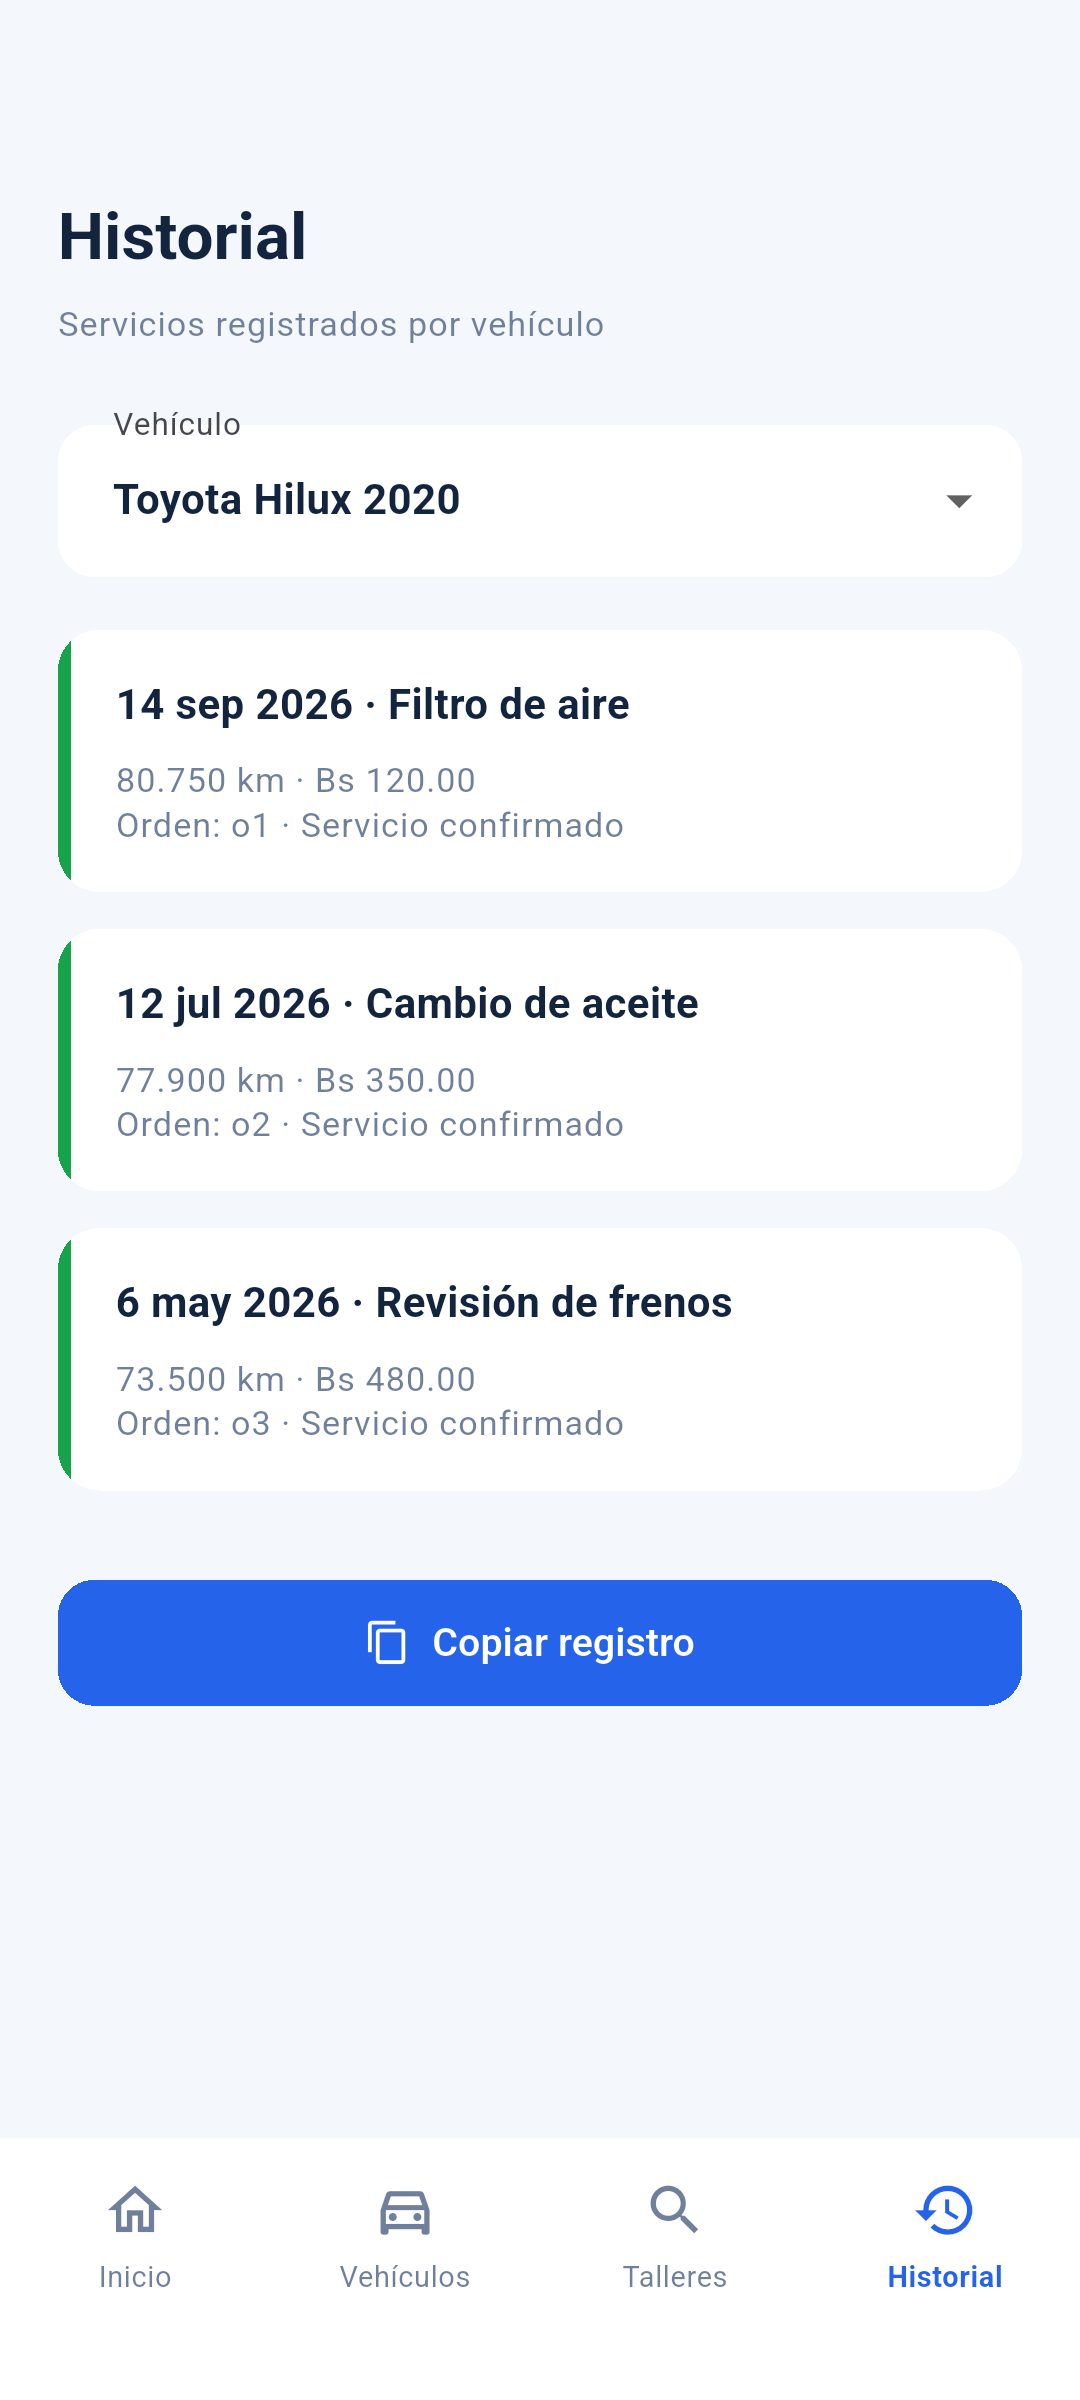 Historial
Servicios registrados por vehículo
Vehículo
Toyota Hilux 2020
14 sep 2026 · Filtro de aire
80.750 km · Bs 120.00
Orden: o1 · Servicio confirmado
12 jul 2026 · Cambio de aceite
77.900 km · Bs 350.00
Orden: o2 · Servicio confirmado
6 may 2026 · Revisión de frenos
73.500 km · Bs 480.00
Orden: o3 · Servicio confirmado
Copiar registro
Inicio
Vehículos
Talleres
Historial